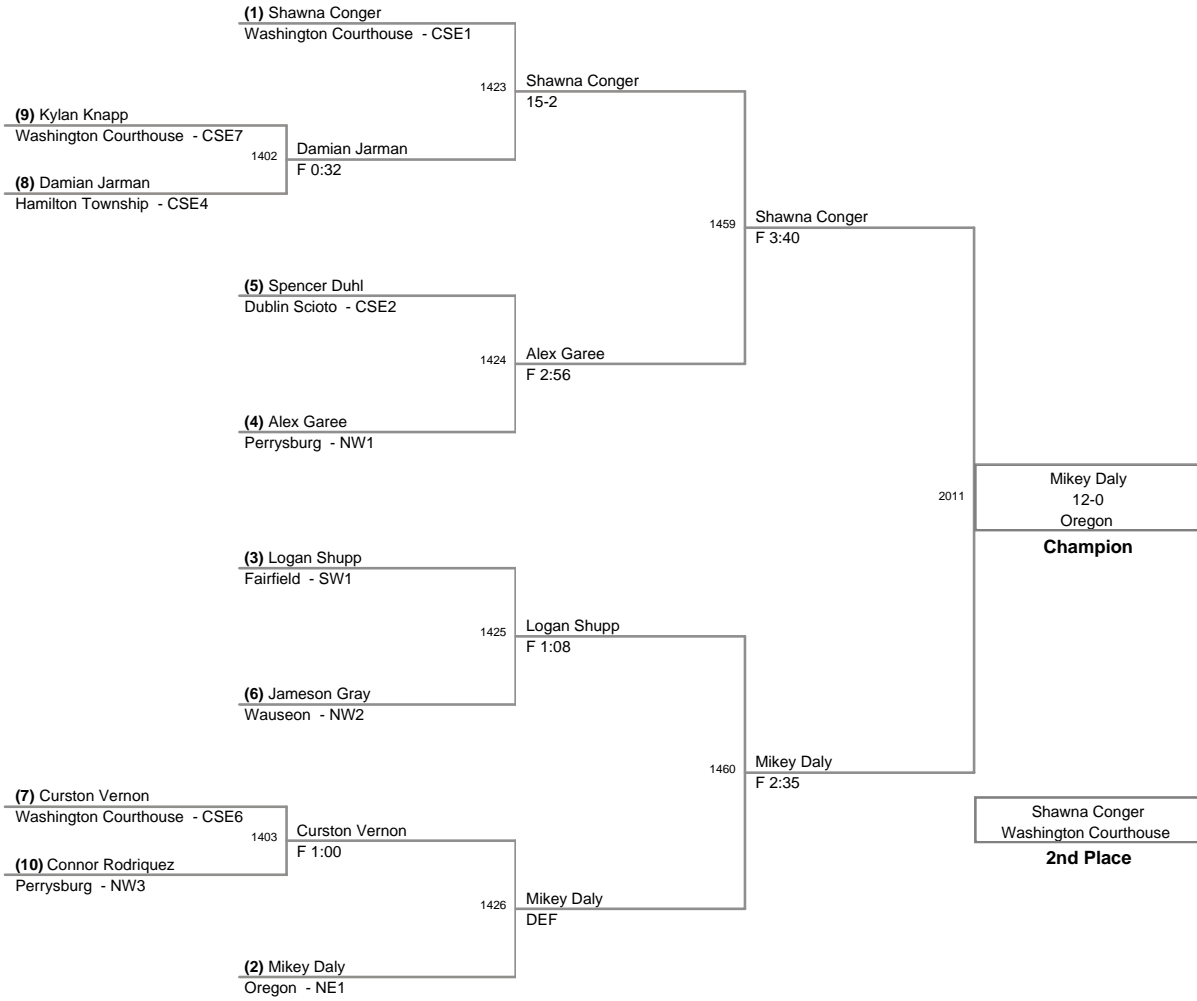 (1) Shawna Conger
Washington Courthouse - CSE1
1423
Shawna Conger
15-2
(9) Kylan Knapp
Washington Courthouse - CSE7
1402
Damian Jarman
F 0:32
(8) Damian Jarman
Hamilton Township - CSE4
1459
Shawna Conger
F 3:40
(5) Spencer Duhl
Dublin Scioto - CSE2
1424
Alex Garee
F 2:56
(4) Alex Garee
Perrysburg - NW1
2011
Mikey Daly
12-0
Oregon
Champion
(3) Logan Shupp
Fairfield - SW1
1425
Logan Shupp
F 1:08
(6) Jameson Gray
Wauseon - NW2
1460
Mikey Daly
F 2:35
(7) Curston Vernon
Washington Courthouse - CSE6
1403
Curston Vernon
F 1:00
(10) Connor Rodriquez
Perrysburg - NW3
Shawna Conger
Washington Courthouse
2nd Place
1426
Mikey Daly
DEF
(2) Mikey Daly
Oregon - NE1